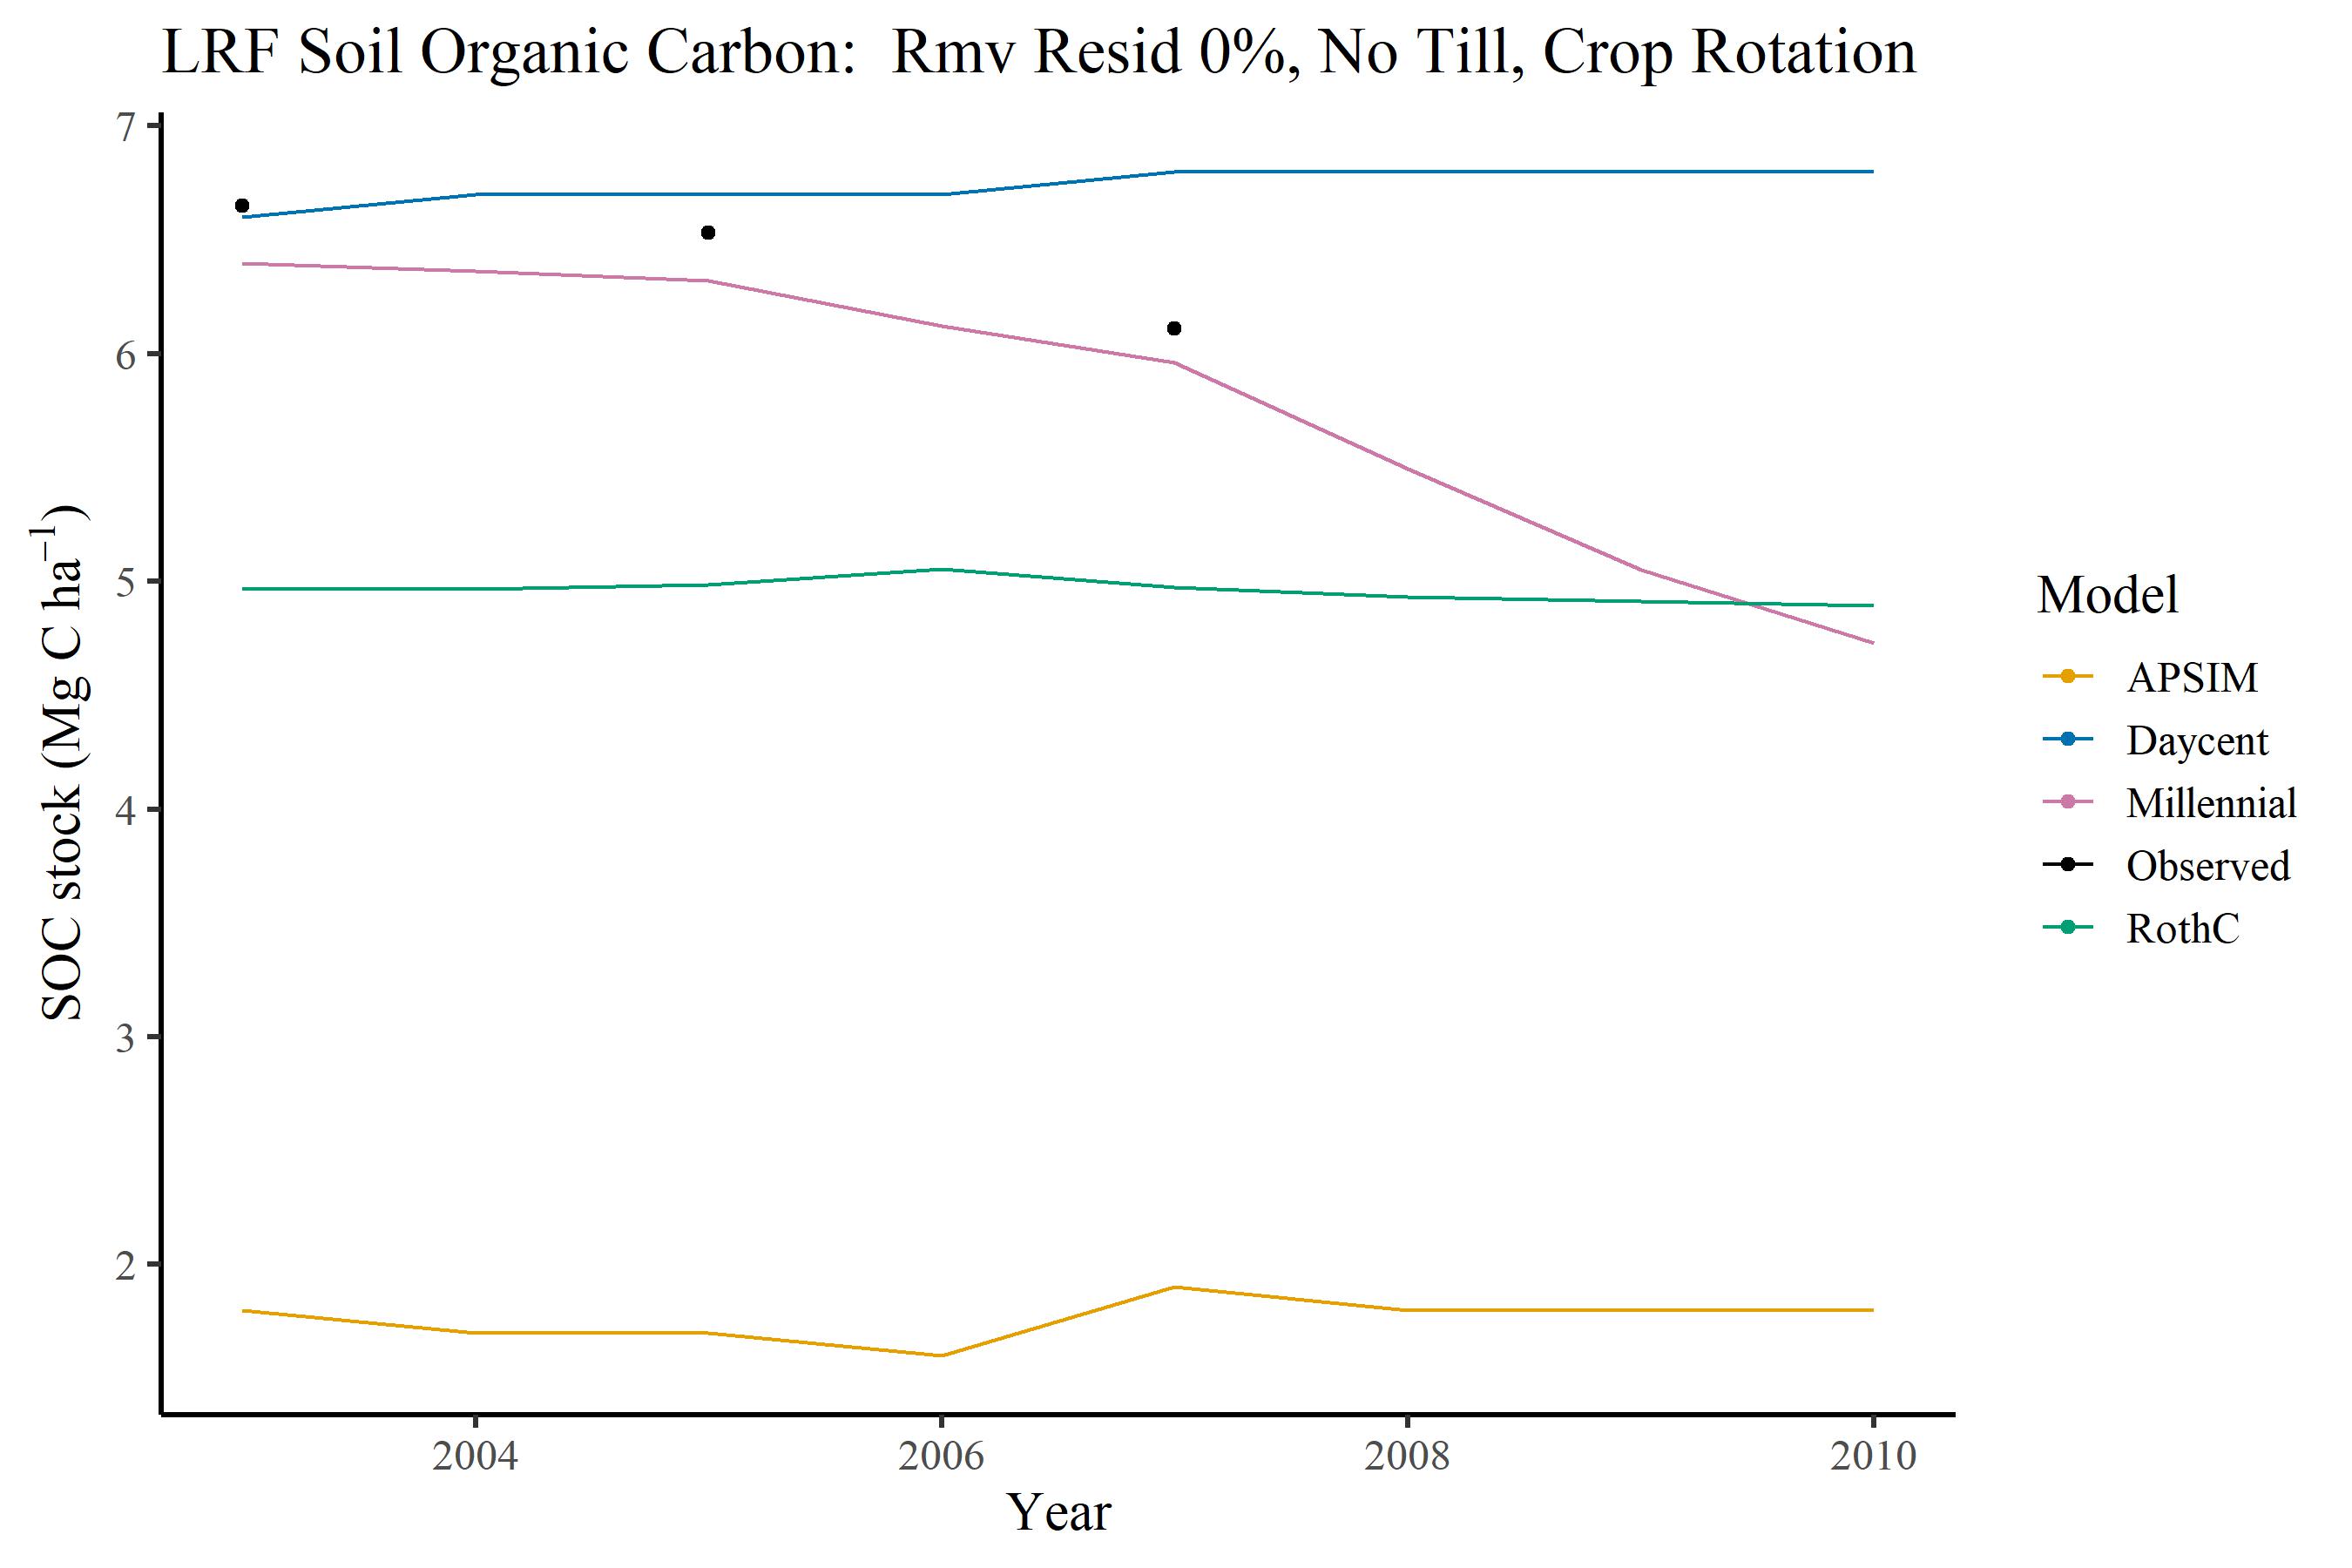 LRF Soil Organic Carbon:  Rmv Resid 0%, No Till, Crop Rotation
SOC stock (Mg C ha⁻¹)
7
6
5
4
3
2
2004
2006
2008
2010
Year
Model
APSIM
Daycent
Millennial
Observed
RothC